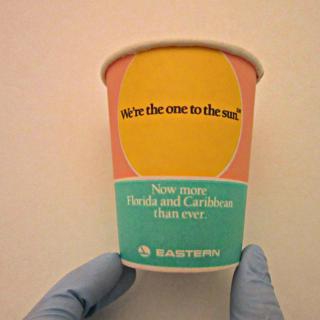 We're the one to the sun.℠
Now more
Florida and Caribbean
than ever.
EASTERN